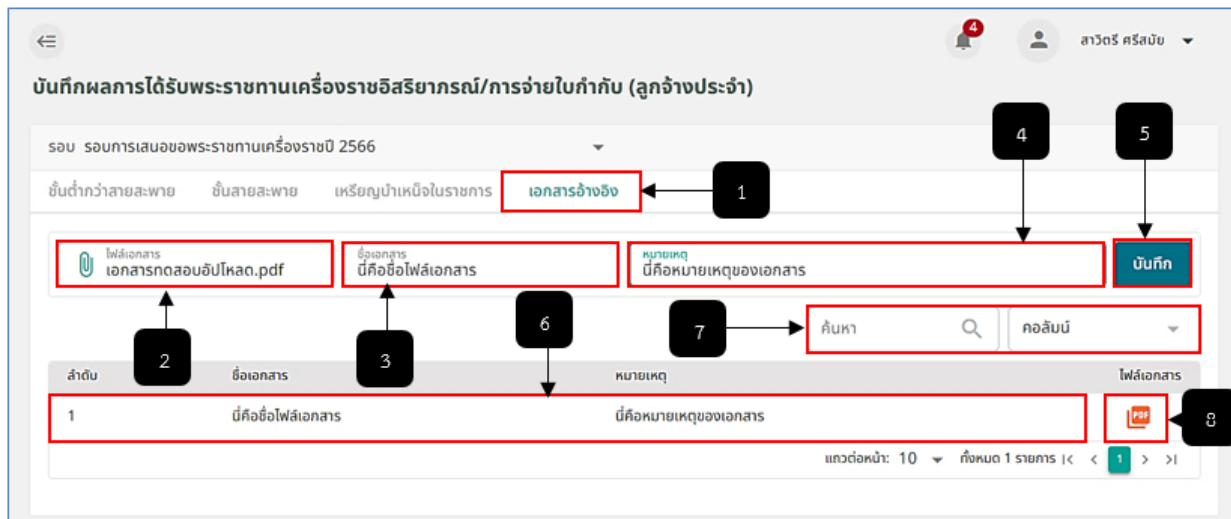 4
สาวิตรี ศรีสมัย
บันทึกผลการได้รับพระราชทานเครื่องราชอิสริยาภรณ์/การจ่ายใบกำกับ (ลูกจ้างประจำ)
4
5
รอบ รอบการเสนอขอพระราชทานเครื่องราชปี 2566
ชั้นต่ำกว่าสายสะพาย ชั้นสายสะพาย เหรียญบำเหน็จในราชการ เอกสารอ้างอิง
1
ไฟล์เอกสาร ชื่อเอกสาร หมายเหตุ
เอกสารทดสอบอัปโหลด.pdf นี่คือชื่อไฟล์เอกสาร นี่คือหมายเหตุของเอกสาร บันทึก
6
7
ค้นหา คอลัมน์
2
3
ลำดับ ชื่อเอกสาร หมายเหตุ ไฟล์เอกสาร
1 นี่คือชื่อไฟล์เอกสาร นี่คือหมายเหตุของเอกสาร PDF
8
แถวต่อหน้า: 10 ทั้งหมด 1 รายการ |< < 1 > >|